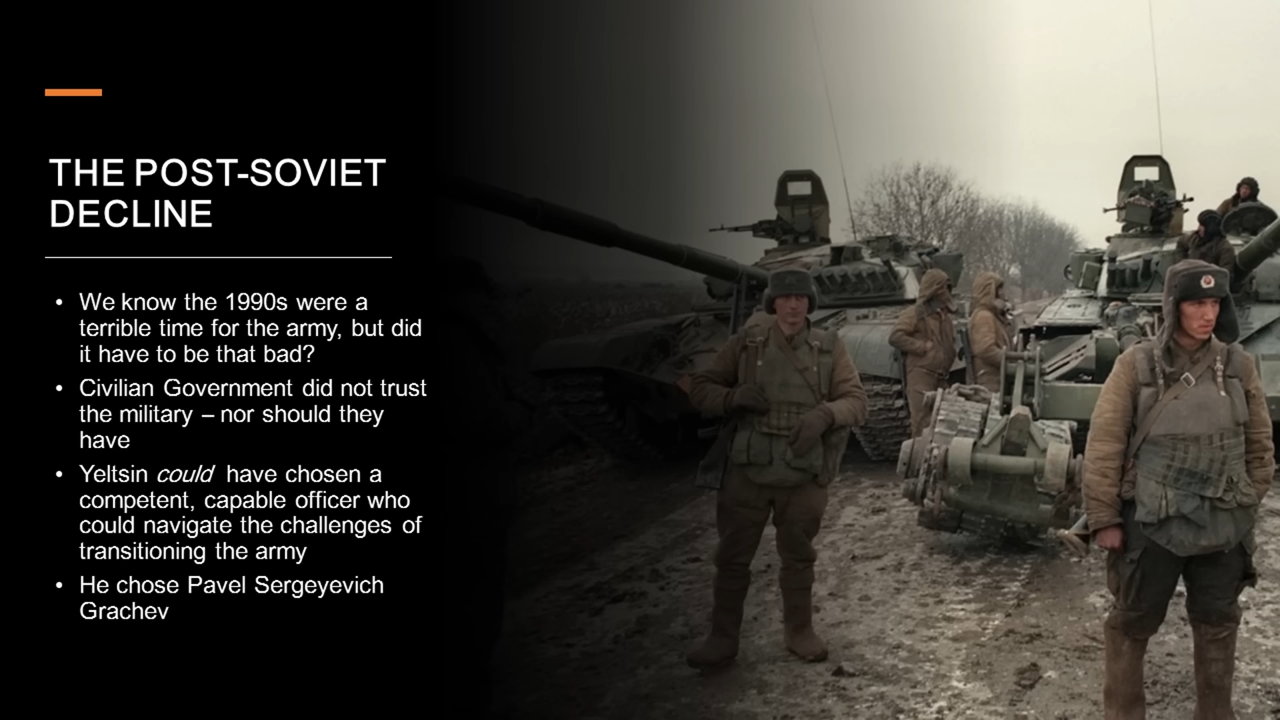 THE POST-SOVIET
DECLINE
• We know the 1990s were a
terrible time for the army, but did
it have to be that bad?
• Civilian Government did not trust
the military – nor should they
have
• Yeltsin could have chosen a
competent, capable officer who
could navigate the challenges of
transitioning the army
• He chose Pavel Sergeyevich
Grachev